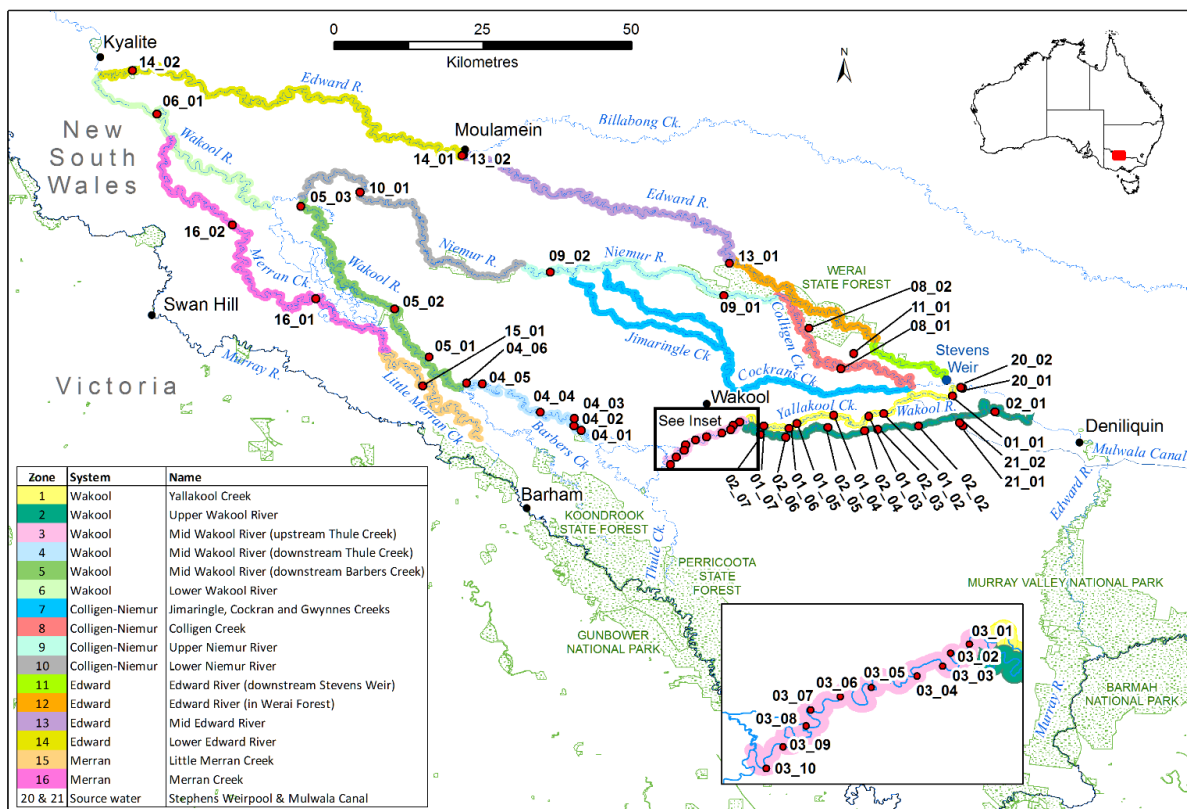 0 25 50
Kilometres
N
Kyalite
14_02
Edward R.
06_01
New
South
Wales
Wakool R.
Moulamein
14_01
13_02
Billabong Ck.
10_01
05_03
Edward R.
16_02
Niemur R.
09_02
Niemur R.
13_01
WERAI
STATE FOREST
Merran Ck.
Wakool R.
09_01
08_02
11_01
08_01
Colligen Ck.
Swan Hill
16_01
05_02
15_01
04_06
Jimaringle Ck
Stevens
Weir
20_02
20_01
Murray R.
Victoria
05_01
04_05
Cockrans Ck.
Wakool
02_01
Little Merran Ck.
04_04
04_03
04_02
04_01
See Inset
Yallakool Ck.
Wakool R.
Deniliquin
Mulwala Canal
Barbers Ck
01_01
21_02
21_01
02_07
01_07
02_06
01_06
01_05
02_05
02_04
01_04
01_03
02_03
01_02
02_02
Edward R.
Barham
KOONDROOK
STATE FOREST
Thule Ck.
PERRICOOTA
STATE
FOREST
GUNBOWER
NATIONAL PARK
MURRAY VALLEY NATIONAL PARK
BARMAH
NATIONAL PARK
Murray R.
03_01
03_02
03_03
03_04
03_05
03_06
03_07
03_08
03_09
03_10
Zone System Name
1 Wakool Yallakool Creek
2 Wakool Upper Wakool River
3 Wakool Mid Wakool River (upstream Thule Creek)
4 Wakool Mid Wakool River (downstream Thule Creek)
5 Wakool Mid Wakool River (downstream Barbers Creek)
6 Wakool Lower Wakool River
7 Colligen-Niemur Jimaringle, Cockran and Gwynnes Creeks
8 Colligen-Niemur Colligen Creek
9 Colligen-Niemur Upper Niemur River
10 Colligen-Niemur Lower Niemur River
11 Edward Edward River (downstream Stevens Weir)
12 Edward Edward River (in Werai Forest)
13 Edward Mid Edward River
14 Edward Lower Edward River
15 Merran Little Merran Creek
16 Merran Merran Creek
20 & 21 Source water Stephens Weirpool & Mulwala Canal